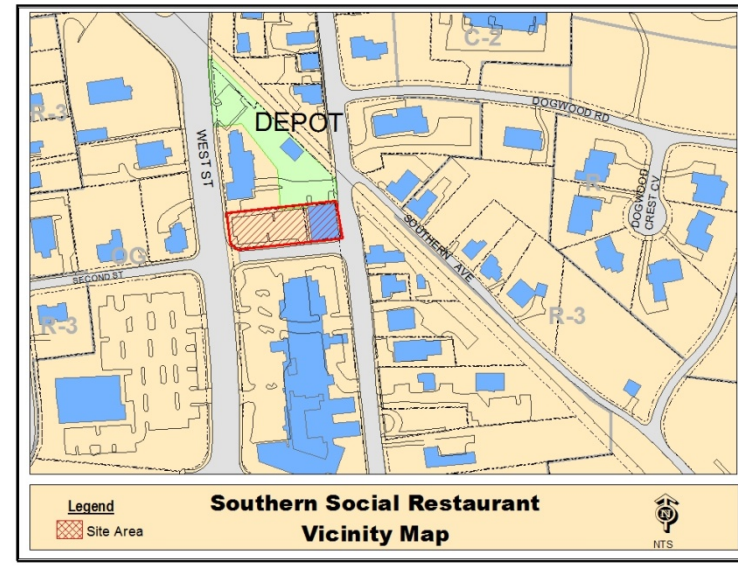 C-2
R-3
DEPOT
DOGWOOD RD
WEST ST
R
DOGWOOD
CREST CV
SOUTHERN AVE
OG
SECOND ST
R-3
R-3
Legend
Site Area
Southern Social Restaurant
Vicinity Map
N
NTS